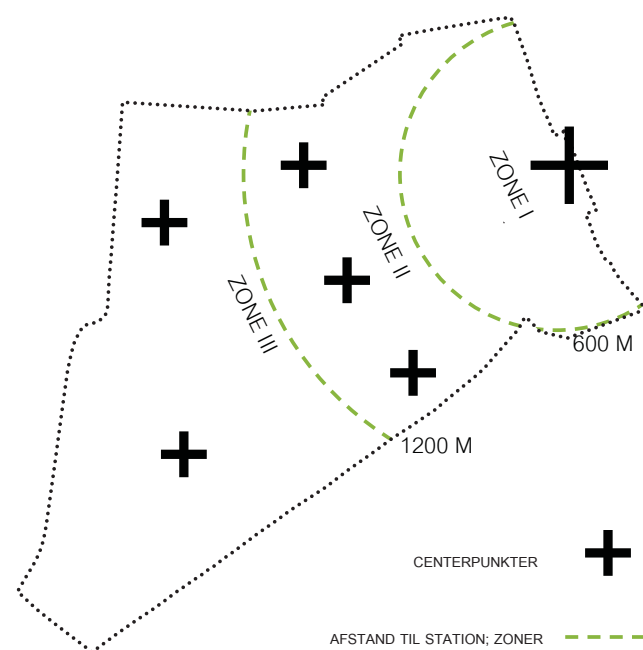 ZONE I
ZONE II
ZONE III
600 M
1200 M
CENTERPUNKTER
AFSTAND TIL STATION; ZONER